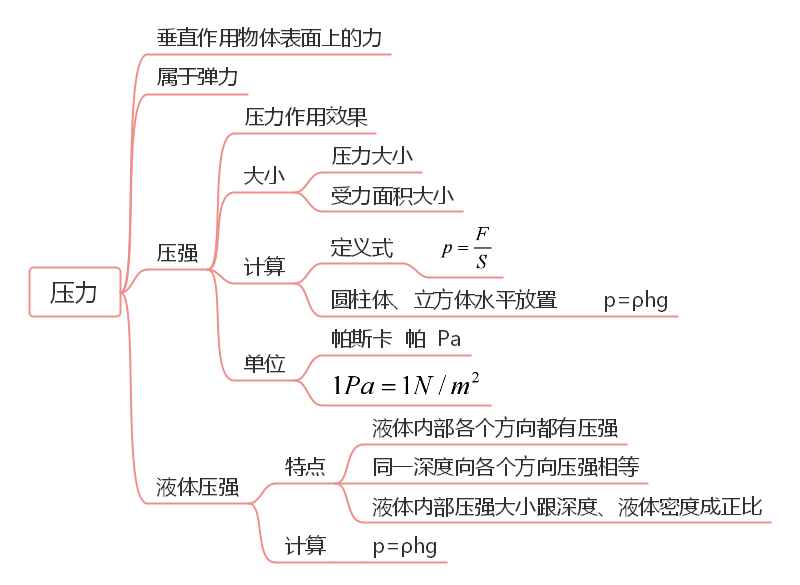 垂直作用物体表面上的力
属于弹力
压力作用效果
压力大小
大小
受力面积大小
定义式 p = F/S
压强
计算
压力
圆柱体、立方体水平放置 p=ρhg
帕斯卡 帕 Pa
单位
1Pa = 1N / m²
液体内部各个方向都有压强
特点
同一深度向各个方向压强相等
液体压强
液体内部压强大小跟深度、液体密度成正比
计算 p=ρhg